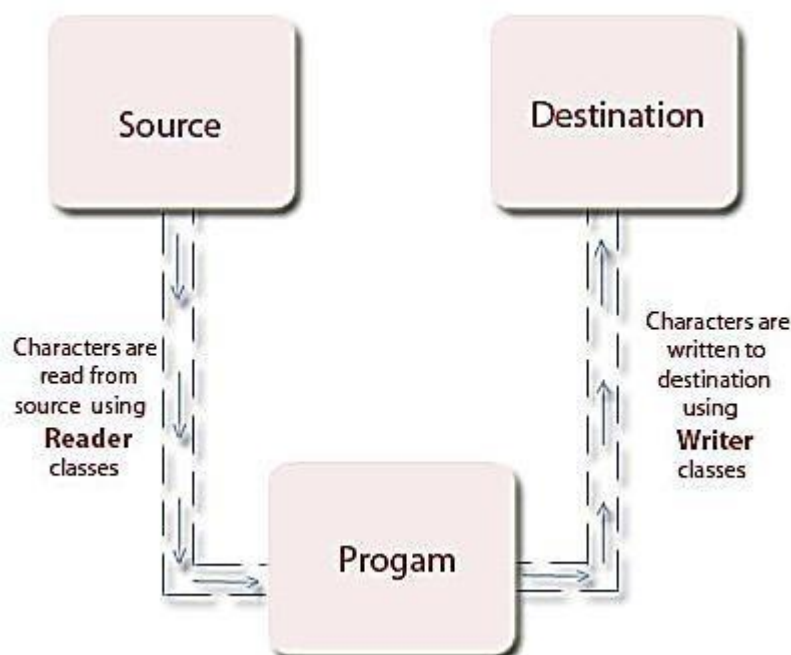 Source
Destination
Characters are
read from
source using
Reader
classes
Characters are
written to
destination
using
Writer
classes
Progam